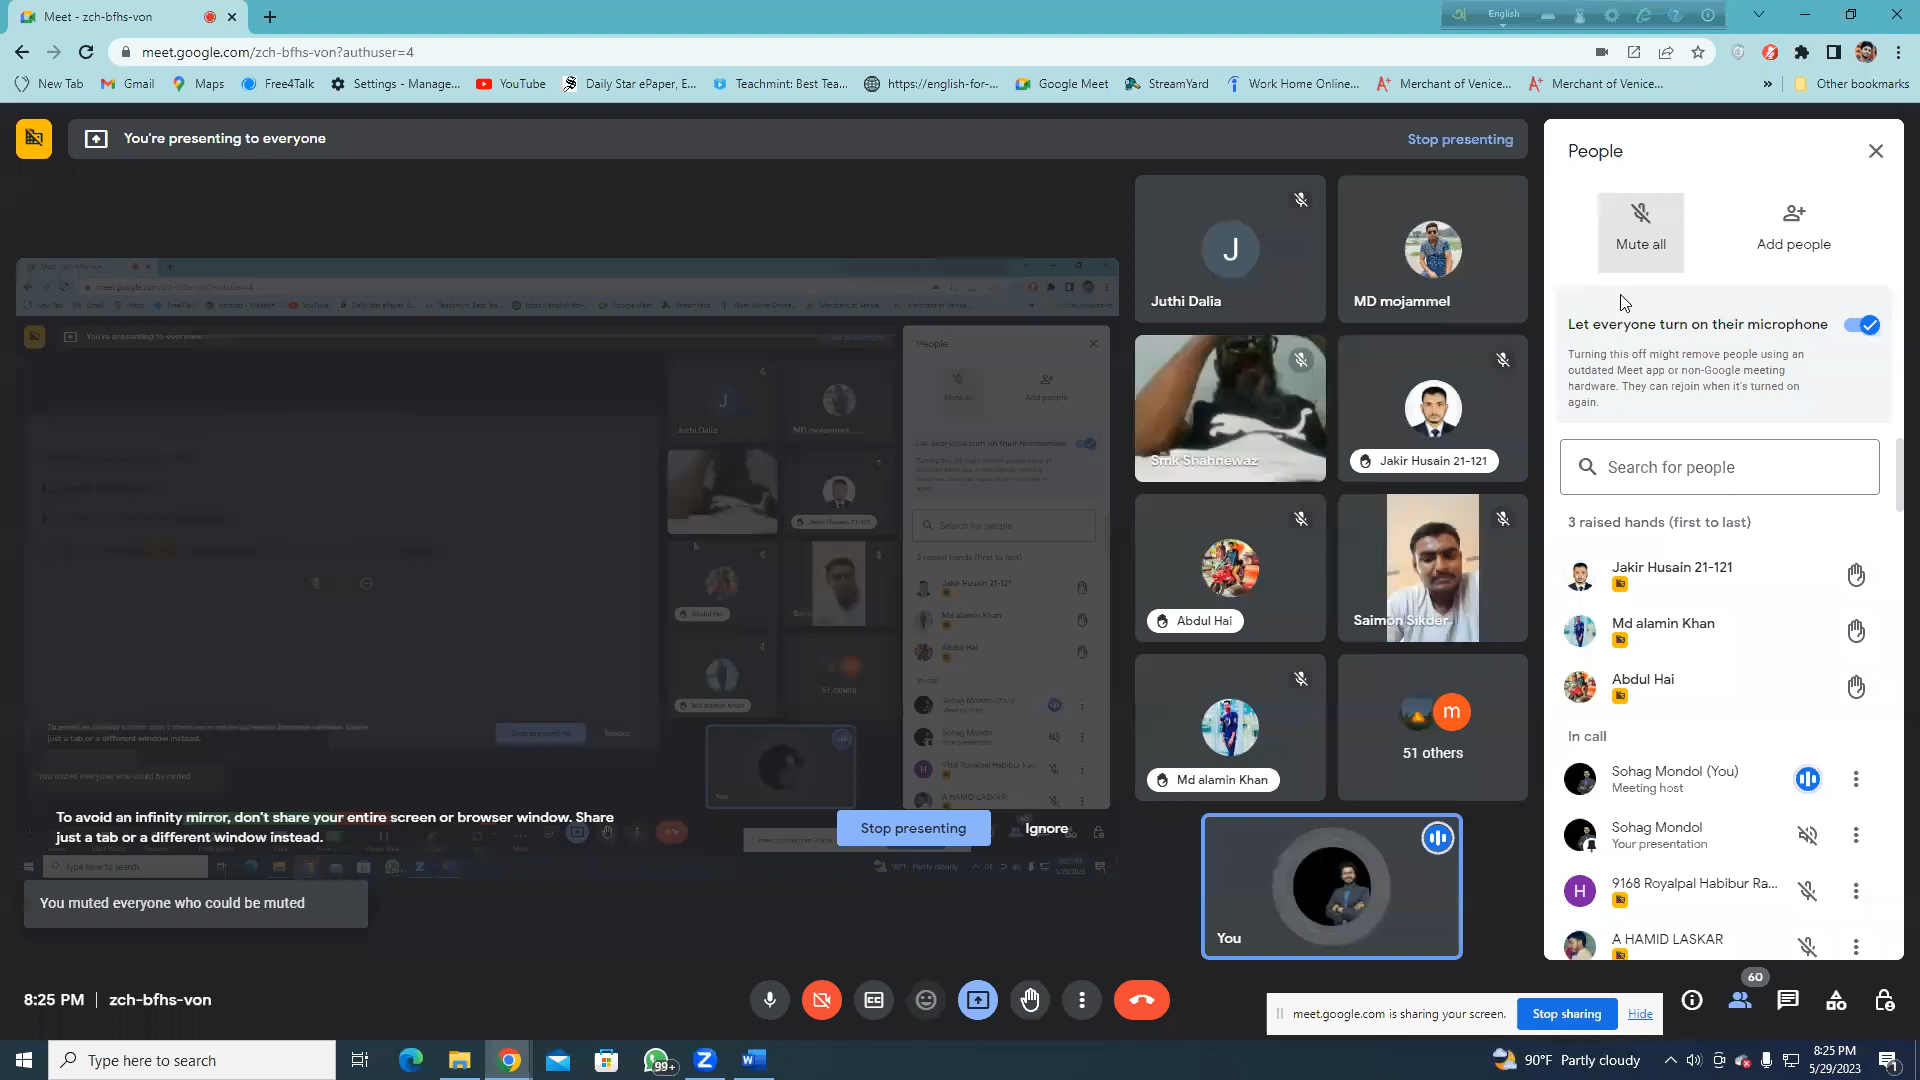 Meet - zch-bfhs-von
English
meet.google.com/zch-bfhs-von?authuser=4
New Tab
Gmail
Maps
Free4Talk
Settings - Manage...
YouTube
Daily Star ePaper, E...
Teachmint: Best Tea...
https://english-for-...
Google Meet
StreamYard
Work Home Online...
Merchant of Venice...
Merchant of Venice...
»
Other bookmarks
You're presenting to everyone
Stop presenting
People
Mute all
Add people
Let everyone turn on their microphone
Turning this off might remove people using an
outdated Meet app or non-Google meeting
hardware. They can rejoin when it's turned on
again.
Search for people
3 raised hands (first to last)
Jakir Husain 21-121
Md alamin Khan
Abdul Hai
In call
Sohag Mondol (You)
Meeting host
Sohag Mondol
Your presentation
H
9168 Royalpal Habibur Ra...
A HAMID LASKAR
J
Juthi Dalia
MD mojammel
Smk Shahnewaz
Jakir Husain 21-121
Abdul Hai
Saimon Sikder
Md alamin Khan
m
51 others
You
To avoid an infinity mirror, don't share your entire screen or browser window. Share
just a tab or a different window instead.
Stop presenting
Ignore
You muted everyone who could be muted
8:25 PM | zch-bfhs-von
meet.google.com is sharing your screen.
Stop sharing
Hide
60
Type here to search
99+
90°F Partly cloudy
8:25 PM
5/29/2023
1